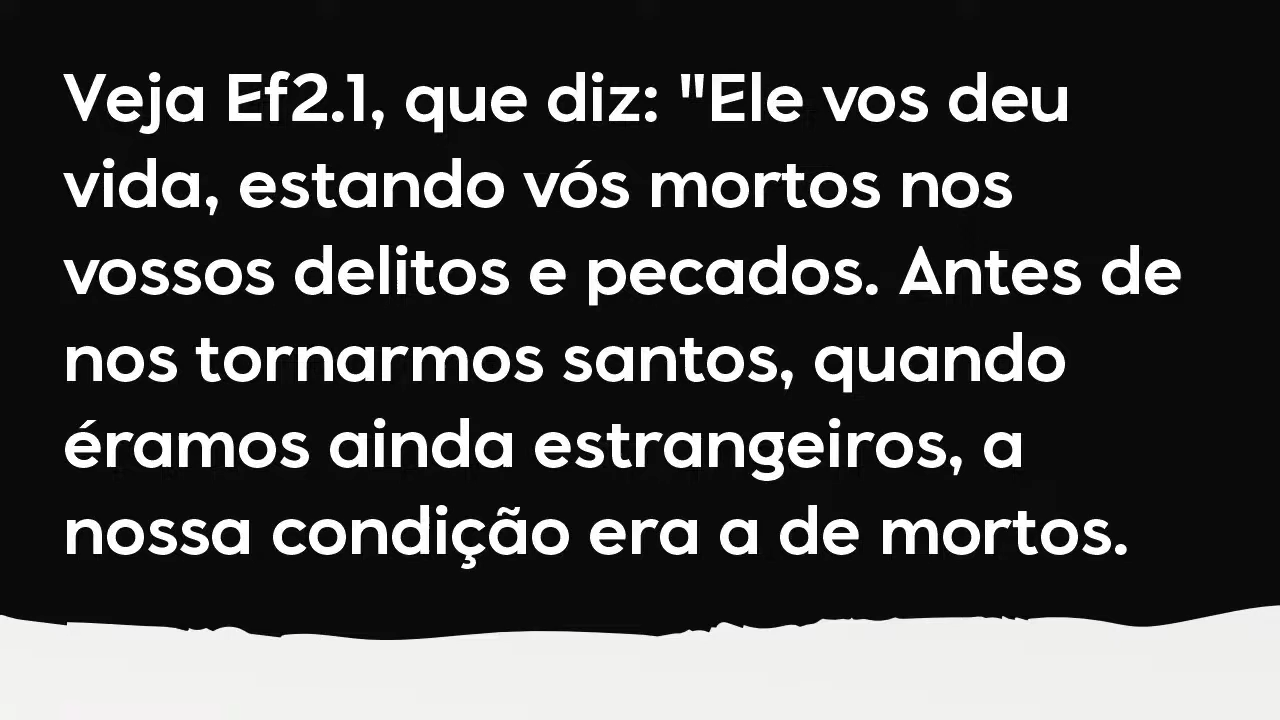 Veja Ef2.1, que diz: "Ele vos deu
vida, estando vós mortos nos
vossos delitos e pecados. Antes de
nos tornarmos santos, quando
éramos ainda estrangeiros, a
nossa condição era a de mortos.